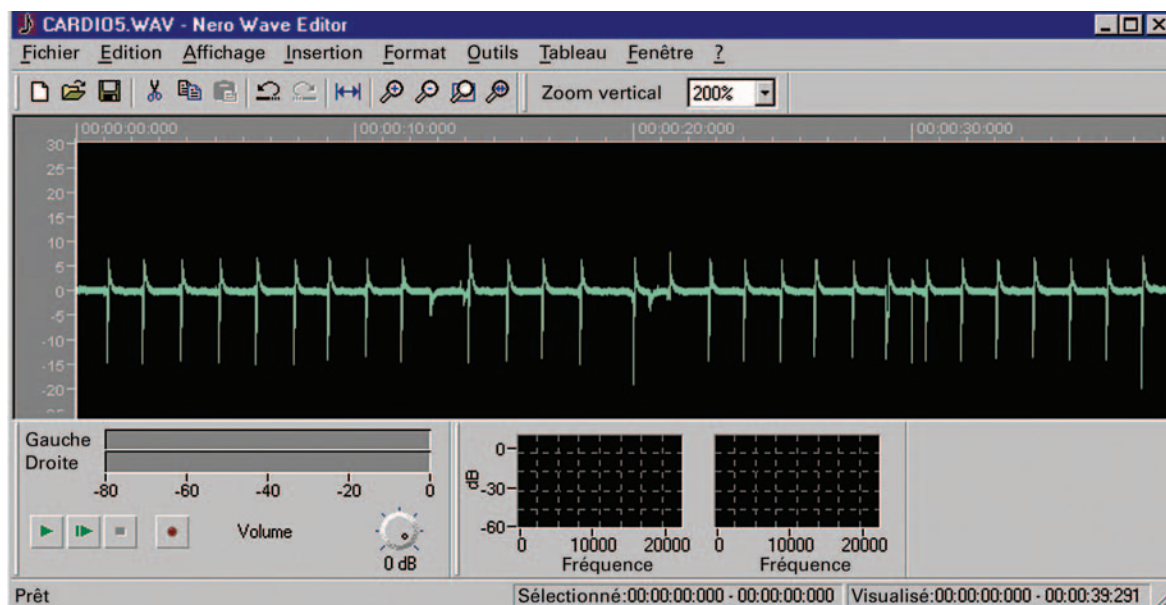 CARDIO5.WAV - Nero Wave Editor
Fichier Edition Affichage Insertion Format Outils Tableau Fenêtre ?
Zoom vertical 200%
00:00:00:000 00:00:10:000 00:00:20:000 00:00:30:000
30
25
20
15
10
5
0
-5
-10
-15
-20
Gauche
Droite
-80 -60 -40 -20 0
Volume
0 dB
dB
0
-30
-60
0 10000 20000 0 10000 20000
Fréquence Fréquence
Prêt Sélectionné:00:00:00:000 - 00:00:00:000 Visualisé:00:00:00:000 - 00:00:39:291